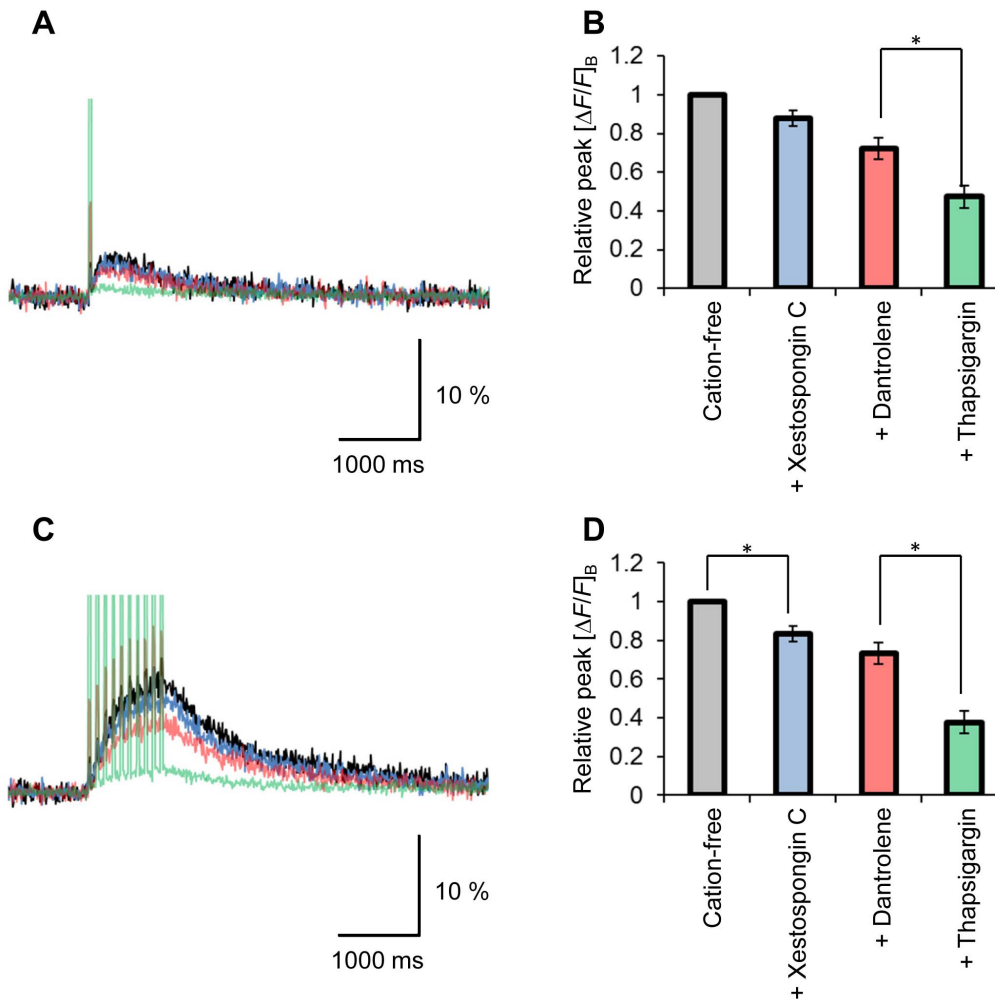 A
10 %
1000 ms
B
Relative peak [ΔF/F]B
1.2
1
0.8
0.6
0.4
0.2
0
*
Cation-free
+ Xestospongin C
+ Dantrolene
+ Thapsigargin
C
10 %
1000 ms
D
Relative peak [ΔF/F]B
1.2
1
0.8
0.6
0.4
0.2
0
*
*
Cation-free
+ Xestospongin C
+ Dantrolene
+ Thapsigargin